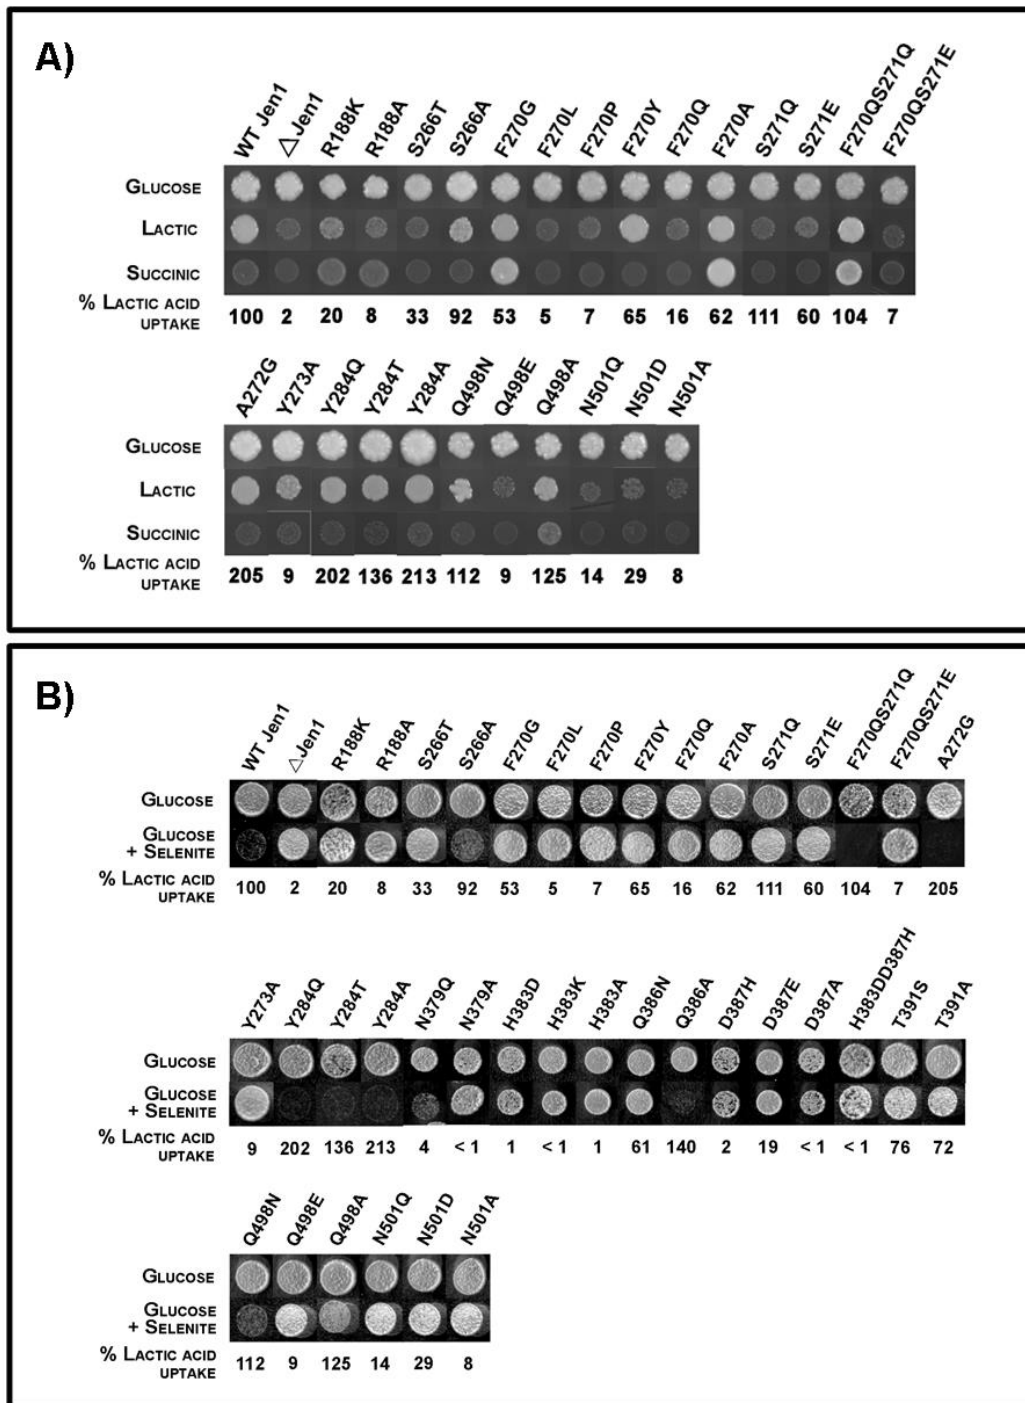 A)
WT Jen1 △Jen1 R188K R188A S266T S266A F270G F270L F270P F270Y F270Q F270A S271Q S271E F270QS271Q F270QS271E
GLUCOSE
LACTIC
SUCCINIC
% LACTIC ACID
UPTAKE
100 2 20 8 33 92 53 5 7 65 16 62 111 60 104 7
A272G Y273A Y284Q Y284T Y284A Q498N Q498E Q498A N501Q N501D N501A
GLUCOSE
LACTIC
SUCCINIC
% LACTIC ACID
UPTAKE
205 9 202 136 213 112 9 125 14 29 8
B)
WT Jen1 △Jen1 R188K R188A S266T S266A F270G F270L F270P F270Y F270Q F270A S271Q S271E F270QS271Q F270QS271E A272G
GLUCOSE
GLUCOSE
+ SELENITE
% LACTIC ACID
UPTAKE
100 2 20 8 33 92 53 5 7 65 16 62 111 60 104 7 205
Y273A Y284Q Y284T Y284A N379Q N379A H383D H383K H383A Q386N Q386A D387H D387E D387A H383DD387H T391S T391A
GLUCOSE
GLUCOSE
+ SELENITE
% LACTIC ACID
UPTAKE
9 202 136 213 4 < 1 1 < 1 1 61 140 2 19 < 1 < 1 76 72
Q498N Q498E Q498A N501Q N501D N501A
GLUCOSE
GLUCOSE
+ SELENITE
% LACTIC ACID
UPTAKE
112 9 125 14 29 8